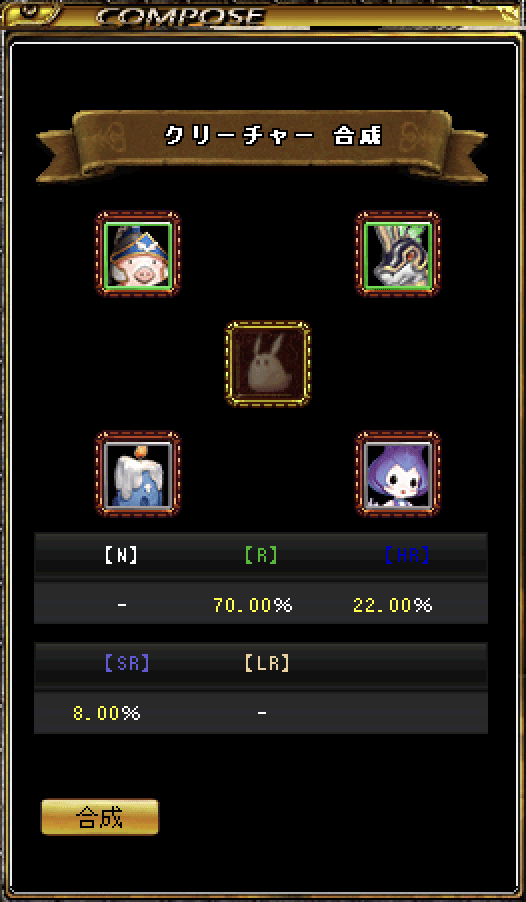 COMPOSE
クリーチャー 合成
[N] [R] [HR]
- 70.00% 22.00%
[SR] [LR]
8.00% -
合成